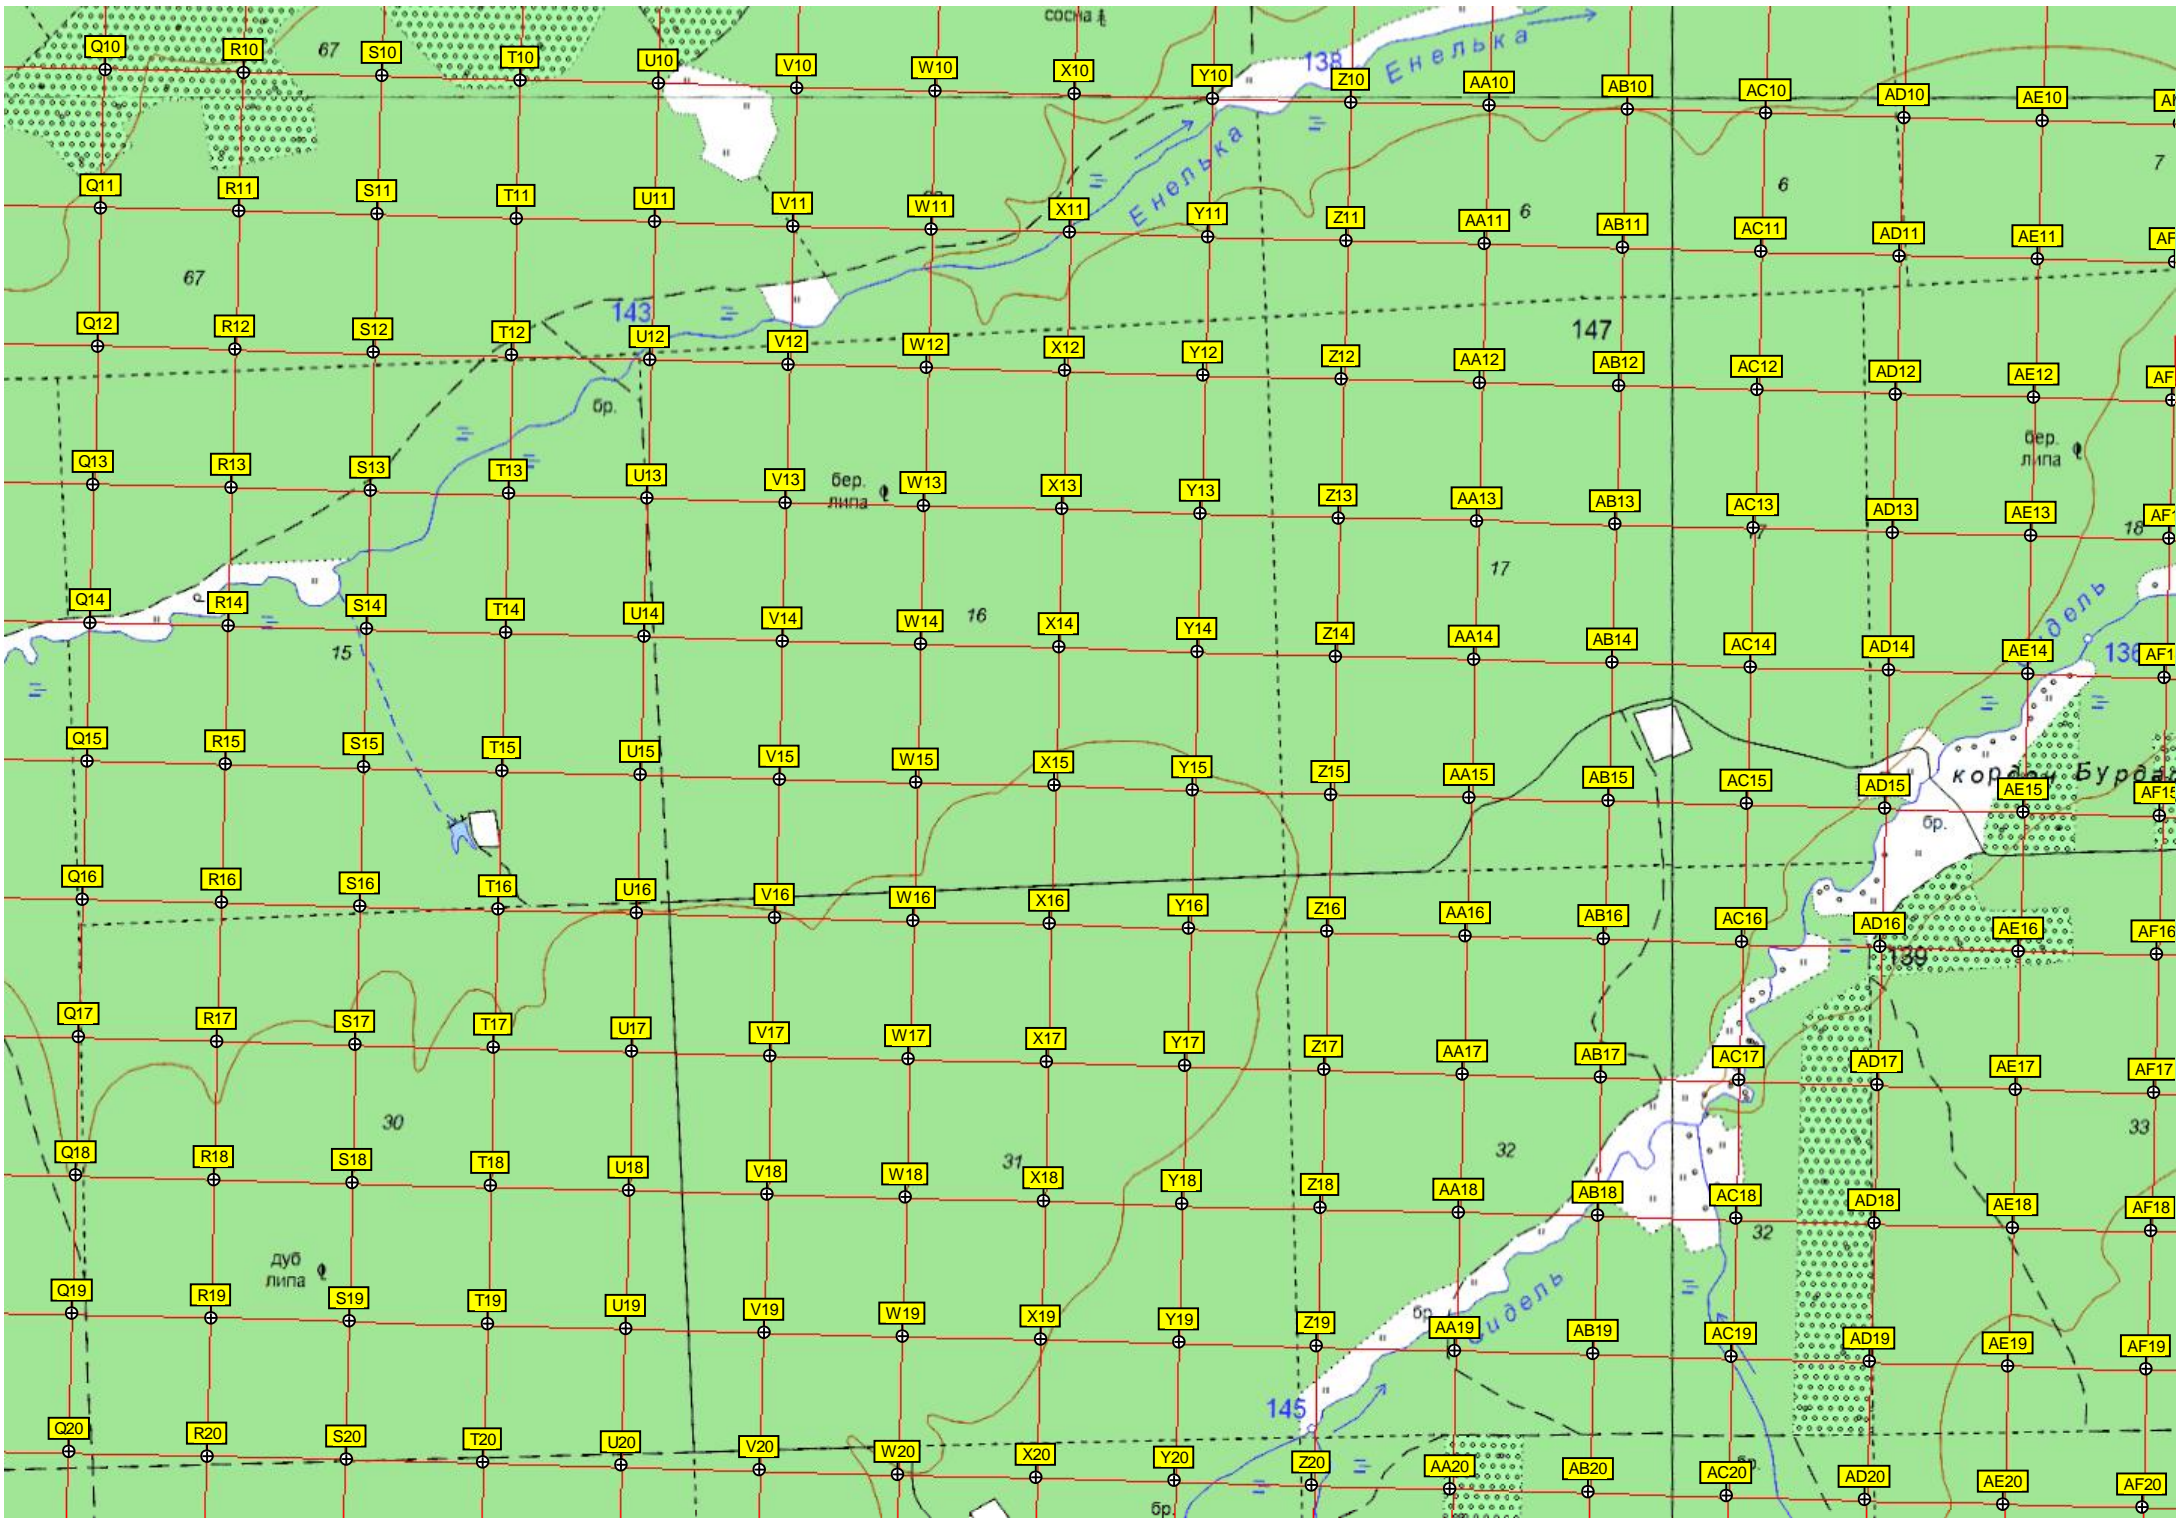 сосна
67
138
Енелька
Q10 R10 S10 T10 U10 V10 W10 X10 Y10 Z10 AA10 AB10 AC10 AD10 AE10
7
6
Енелька
Q11 R11 S11 T11 U11 V11 W11 X11 Y11 Z11 AA11 AB11 AC11 AD11 AE11
6
67
143
147
Q12 R12 S12 T12 U12 V12 W12 X12 Y12 Z12 AA12 AB12 AC12 AD12 AE12
бр.
бер.
липа
Q13 R13 S13 T13 U13 V13 W13 X13 Y13 Z13 AA13 AB13 AC13 AD13 AE13
бер.
липа
18
17
16
Q14 R14 S14 T14 U14 V14 W14 X14 Y14 Z14 AA14 AB14 AC14 AD14 AE14
136
15
Q15 R15 S15 T15 U15 V15 W15 X15 Y15 Z15 AA15 AB15 AC15 AD15 AE15 AF15
кордон
бр.
Q16 R16 S16 T16 U16 V16 W16 X16 Y16 Z16 AA16 AB16 AC16 AD16 AE16 AF16
139
Q17 R17 S17 T17 U17 V17 W17 X17 Y17 Z17 AA17 AB17 AC17 AD17 AE17 AF17
30
31
32
33
Q18 R18 S18 T18 U18 V18 W18 X18 Y18 Z18 AA18 AB18 AC18 AD18 AE18 AF18
32
дуб
липа
Q19 R19 S19 T19 U19 V19 W19 X19 Y19 Z19 AA19 AB19 AC19 AD19 AE19 AF19
бр.
145
Q20 R20 S20 T20 U20 V20 W20 X20 Y20 Z20 AA20 AB20 AC20 AD20 AE20 AF20
бр.